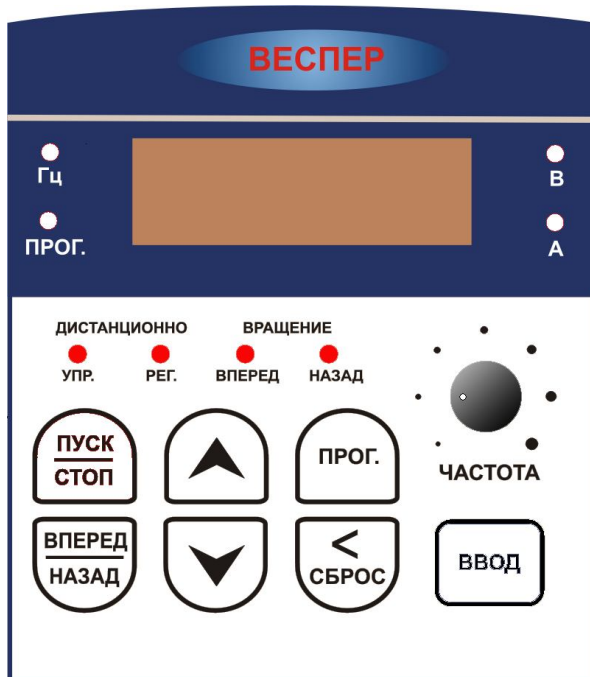 ВЕСПЕР
Гц
В
ПРОГ.
А
ДИСТАНЦИОННО ВРАЩЕНИЕ
УПР. РЕГ. ВПЕРЕД НАЗАД
ПУСК
СТОП
ПРОГ.
ЧАСТОТА
ВПЕРЕД
НАЗАД
<
СБРОС
ВВОД